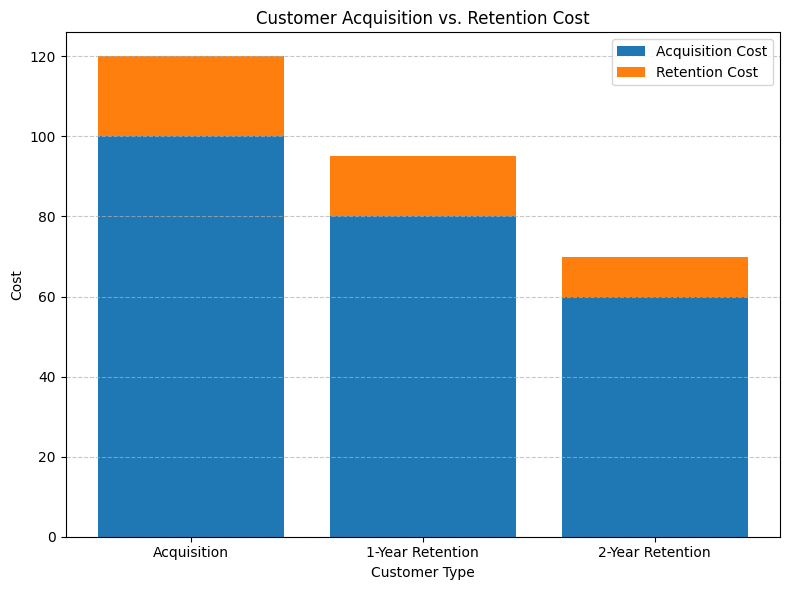 Customer Acquisition vs. Retention Cost
Acquisition Cost
Retention Cost
120
100
80
60
40
20
0
Cost
Acquisition
1-Year Retention
2-Year Retention
Customer Type